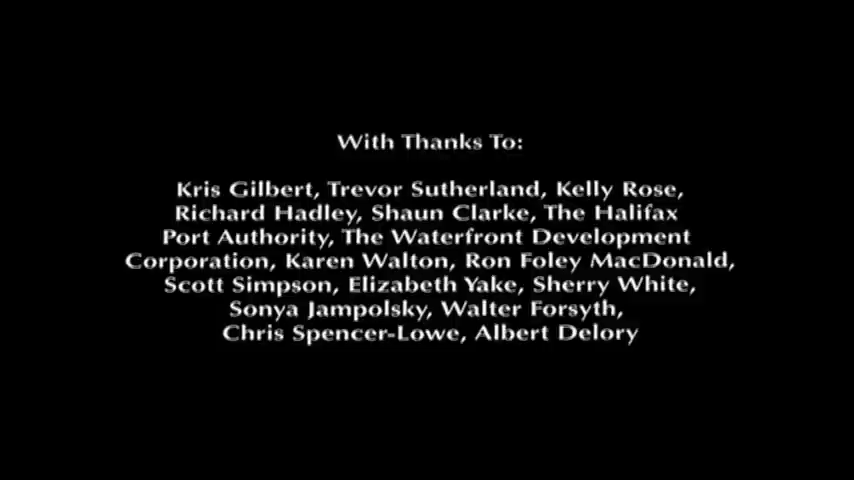 With Thanks To:
Kris Gilbert, Trevor Sutherland, Kelly Rose,
Richard Hadley, Shaun Clarke, The Halifax
Port Authority, The Waterfront Development
Corporation, Karen Walton, Ron Foley MacDonald,
Scott Simpson, Elizabeth Yake, Sherry White,
Sonya Jampolsky, Walter Forsyth,
Chris Spencer-Lowe, Albert Delory